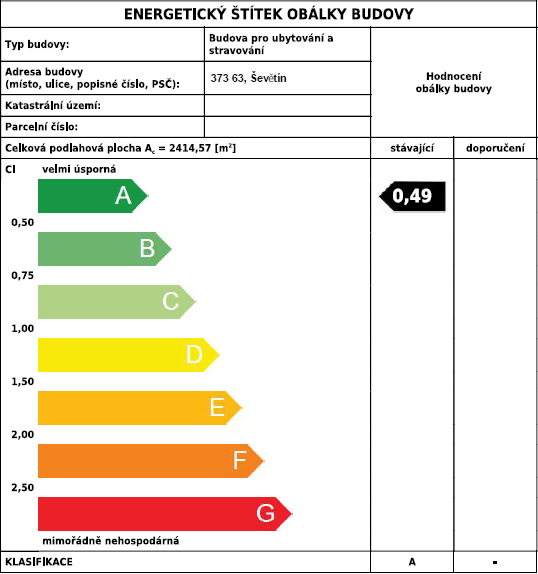 ENERGETICKÝ ŠTÍTEK OBÁLKY BUDOVY
Typ budovy:
Budova pro ubytování a
stravování
Adresa budovy
(místo, ulice, popisné číslo, PSČ):
373 63, Ševětín
Hodnocení
obálky budovy
Katastrální území:
Parcelní číslo:
Celková podlahová plocha Ac = 2414,57 [m²]
stávající
doporučení
CI
velmi úsporná
A
0,49
0,50
B
0,75
C
1,00
D
1,50
E
2,00
F
2,50
G
mimořádně nehospodárná
KLASIFIKACE
A
-